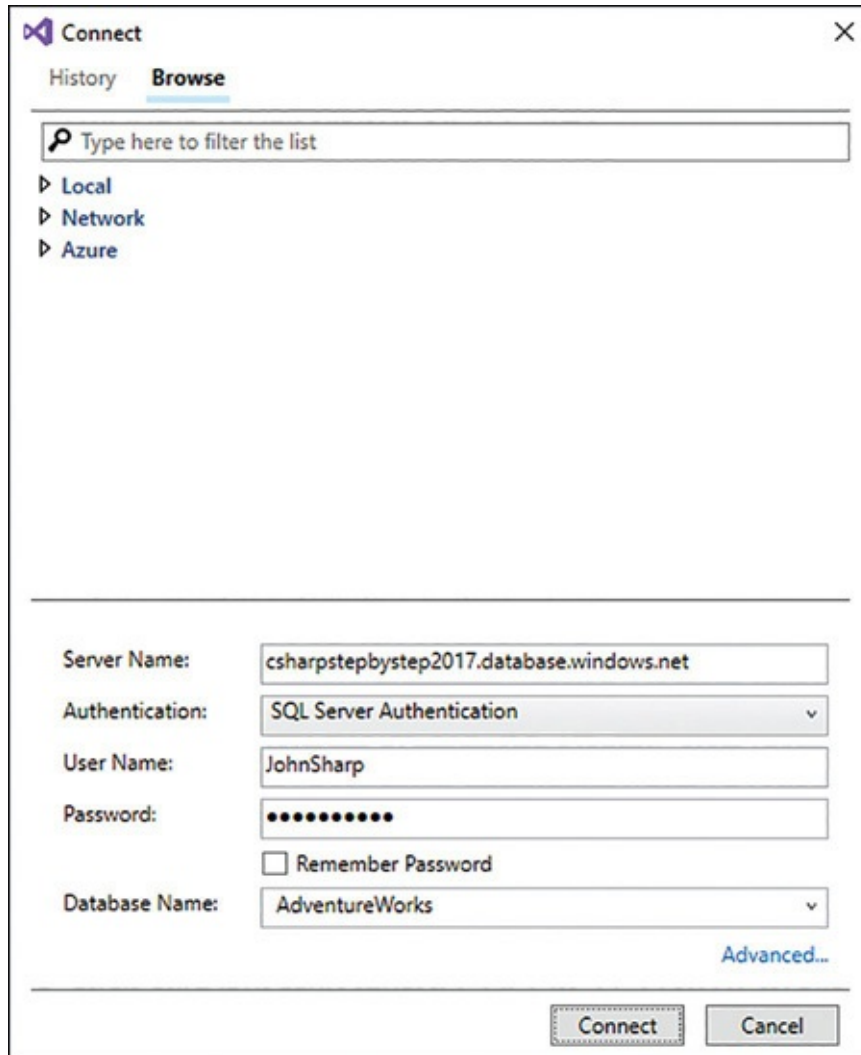 Connect
History Browse
Type here to filter the list
Local
Network
Azure
Server Name: csharpstepbystep2017.database.windows.net
Authentication: SQL Server Authentication
User Name: JohnSharp
Password: ●●●●●●●●●●
Remember Password
Database Name: AdventureWorks
Advanced...
Connect Cancel